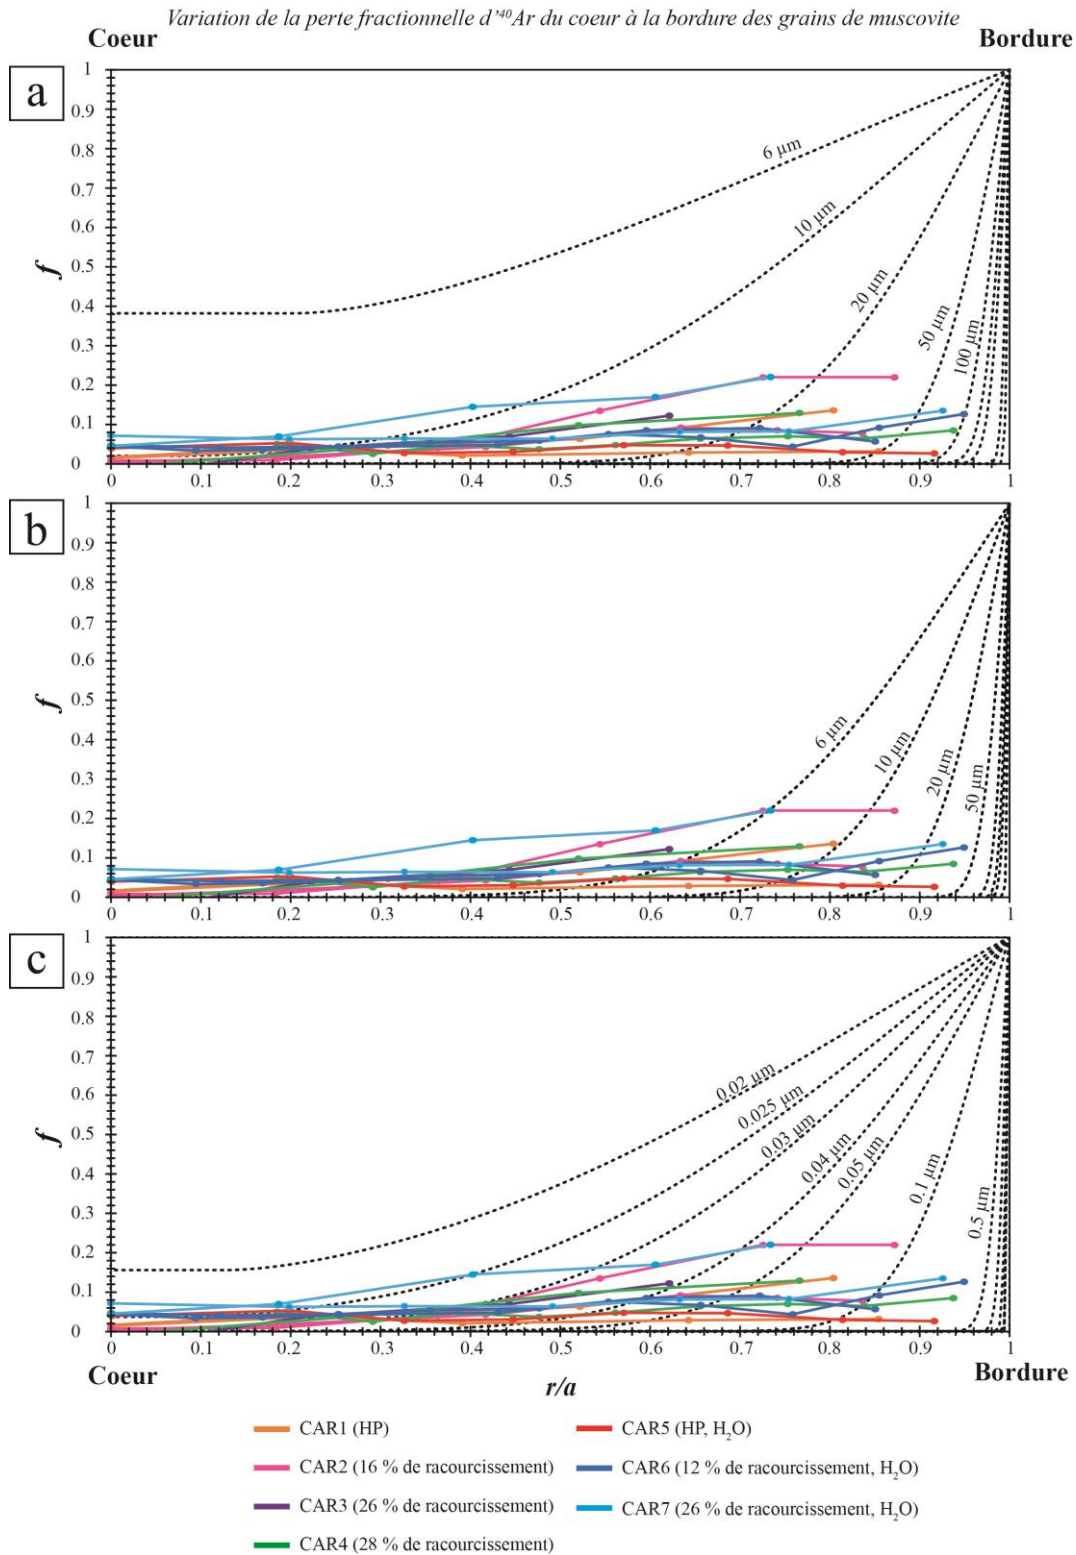 Variation de la perte fractionnelle d'⁴⁰Ar du coeur à la bordure des grains de muscovite
Coeur Bordure
a
1
0.9
0.8
0.7
0.6
0.5
0.4
0.3
0.2
0.1
0
f
6 µm
10 µm
20 µm
50 µm
100 µm
0 0.1 0.2 0.3 0.4 0.5 0.6 0.7 0.8 0.9 1
b
1
0.9
0.8
0.7
0.6
0.5
0.4
0.3
0.2
0.1
0
f
6 µm
10 µm
20 µm
50 µm
0 0.1 0.2 0.3 0.4 0.5 0.6 0.7 0.8 0.9 1
c
1
0.9
0.8
0.7
0.6
0.5
0.4
0.3
0.2
0.1
0
f
0.02 µm
0.025 µm
0.03 µm
0.04 µm
0.05 µm
0.1 µm
0.5 µm
0 0.1 0.2 0.3 0.4 0.5 0.6 0.7 0.8 0.9 1
Coeur Bordure
r/a
CAR1 (HP)
CAR2 (16 % de racourcissement)
CAR3 (26 % de racourcissement)
CAR4 (28 % de racourcissement)
CAR5 (HP, H₂O)
CAR6 (12 % de racourcissement, H₂O)
CAR7 (26 % de racourcissement, H₂O)